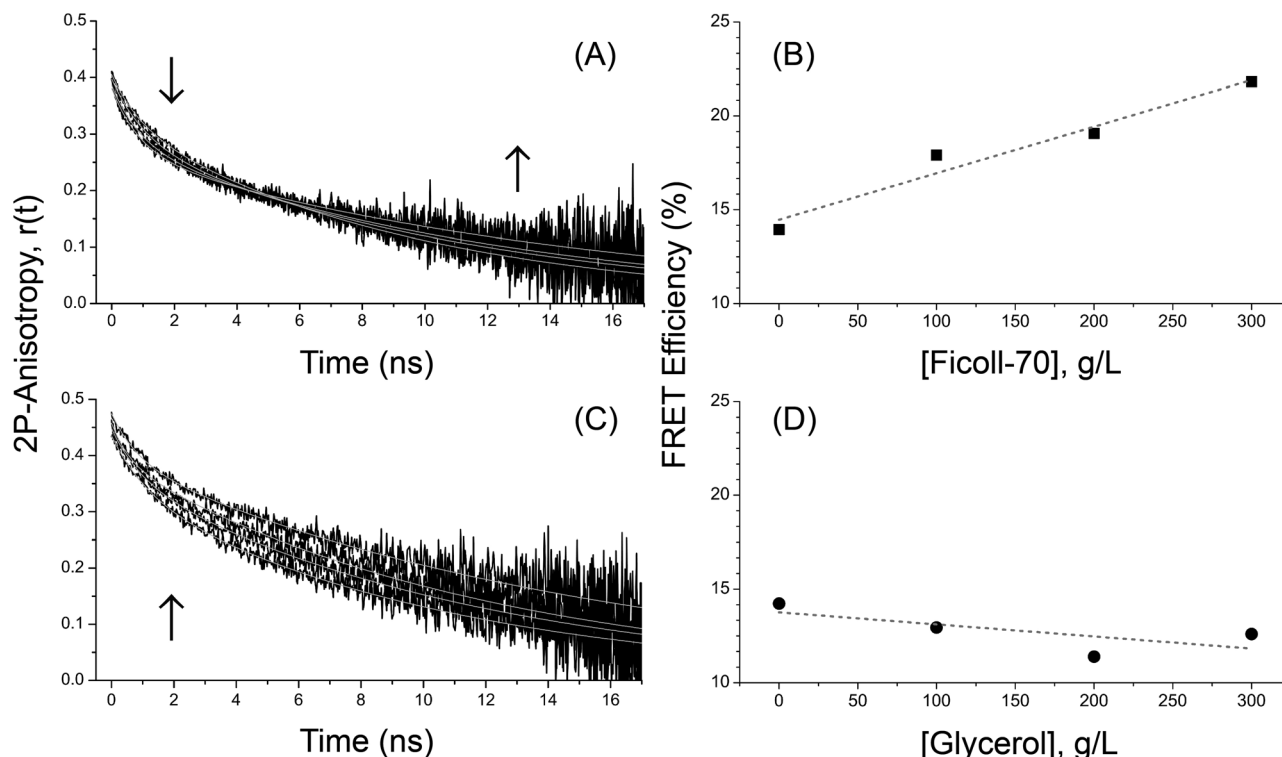 0.5
(A)
0.4
0.3
0.2
0.1
0.0
0 2 4 6 8 10 12 14 16
Time (ns)
25
(B)
20
15
10
0 50 100 150 200 250 300
[Ficoll-70], g/L
2P-Anisotropy, r(t)
FRET Efficiency (%)
0.5
(C)
0.4
0.3
0.2
0.1
0.0
0 2 4 6 8 10 12 14 16
Time (ns)
25
(D)
20
15
10
0 50 100 150 200 250 300
[Glycerol], g/L